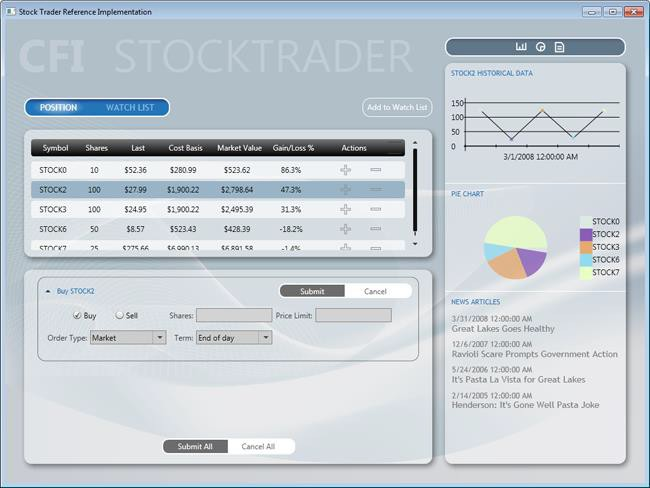 Stock Trader Reference Implementation
CFI STOCKTRADER
POSITION WATCH LIST
Add to Watch List
Symbol Shares Last Cost Basis Market Value Gain/Loss % Actions
STOCK0 10 $52.36 $280.99 $523.62 86.3%
STOCK2 100 $27.99 $1,900.22 $2,798.64 47.3%
STOCK3 100 $24.95 $1,900.22 $2,495.39 31.3%
STOCK6 50 $8.57 $523.43 $428.39 -18.2%
STOCK7 25 $275.66 $6,990.13 $6,891.58 -1.4%
Buy STOCK2
Submit Cancel
Buy Sell Shares: Price Limit:
Order Type: Market Term: End of day
Submit All Cancel All
STOCK2 HISTORICAL DATA
150
100
50
0
3/1/2008 12:00:00 AM
PIE CHART
STOCK0
STOCK2
STOCK3
STOCK6
STOCK7
NEWS ARTICLES
3/31/2008 12:00:00 AM
Great Lakes Goes Healthy
12/6/2007 12:00:00 AM
Ravioli Scare Prompts Government Action
5/24/2006 12:00:00 AM
It's Pasta La Vista for Great Lakes
2/14/2005 12:00:00 AM
Henderson: It's Gone Well Pasta Joke